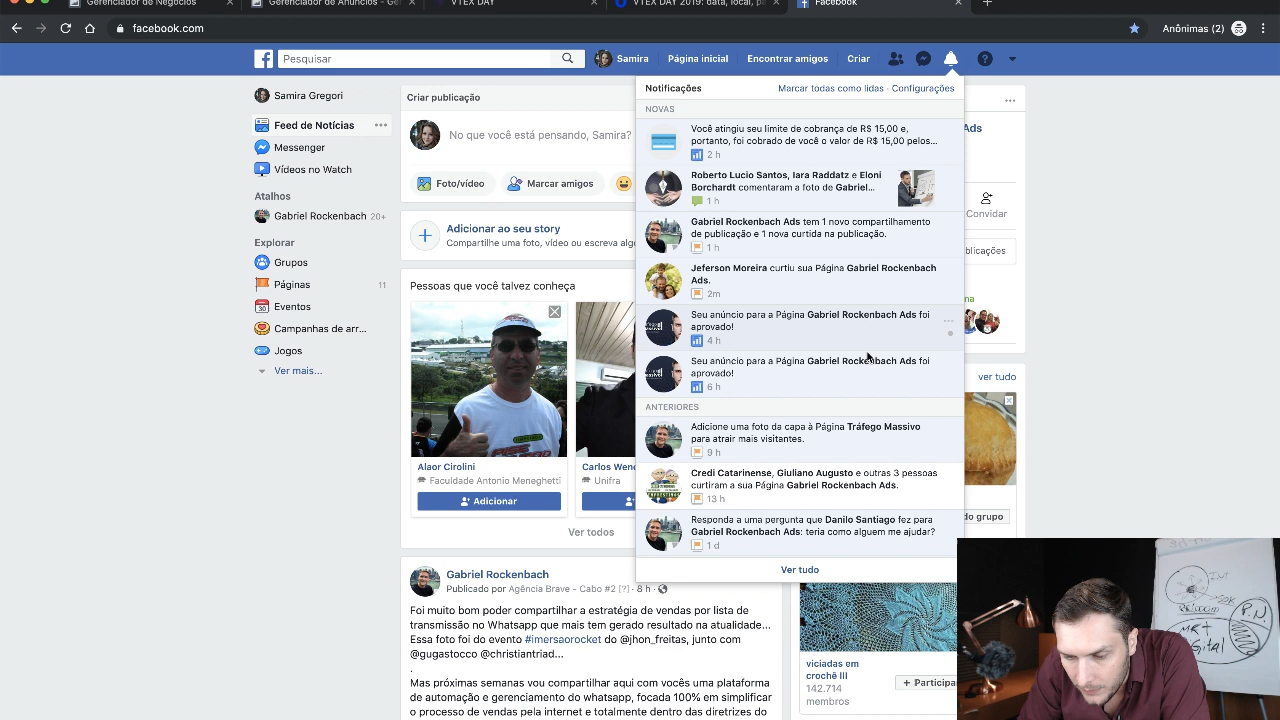 Gerenciador de Negócios
Gerenciador de Anúncios - Ger
VTEX DAY
VTEX DAY 2019: data, local, p
Facebook
facebook.com
Anônimas (2)
Pesquisar
Samira
Página inicial
Encontrar amigos
Criar
Samira Gregori
Feed de Notícias
Messenger
Vídeos no Watch
Atalhos
Gabriel Rockenbach 20+
Explorar
Grupos
Páginas 11
30
Eventos
Campanhas de arr...
Jogos
Ver mais...
Criar publicação
No que você está pensando, Samira?
Foto/vídeo
Marcar amigos
Adicionar ao seu story
Compartilhe uma foto, vídeo ou escreva algo
Pessoas que você talvez conheça
Alaor Cirolini
Faculdade Antonio Meneghetti
Adicionar
Carlos Wend
Unifra
Ver todos
Gabriel Rockenbach
Publicado por Agência Brave - Cabo #2 [?] · 8 h ·
Foi muito bom poder compartilhar a estratégia de vendas por lista de
transmissão no Whatsapp que mais tem gerado resultado na atualidade...
Essa foto foi do evento #imersaorocket do @jhon_freitas, junto com
@gugastocco @christiantriad...
.
Mas próximas semanas vou compartilhar aqui com vocês uma plataforma
de automação e gerenciamento do whatsapp, focada 100% em simplificar
o processo de vendas pela internet e totalmente dentro das diretrizes do
Notificações
Marcar todas como lidas · Configurações
NOVAS
Você atingiu seu limite de cobrança de R$ 15,00 e,
portanto, foi cobrado de você o valor de R$ 15,00 pelos...
2 h
Roberto Lucio Santos, Iara Raddatz e Eloni
Borchardt comentaram a foto de Gabriel...
1 h
Gabriel Rockenbach Ads tem 1 novo compartilhamento
de publicação e 1 nova curtida na publicação.
1 h
Jeferson Moreira curtiu sua Página Gabriel Rockenbach
Ads.
2m
Seu anúncio para a Página Gabriel Rockenbach Ads foi
aprovado!
4 h
Seu anúncio para a Página Gabriel Rockenbach Ads foi
aprovado!
6 h
ANTERIORES
Adicione uma foto da capa à Página Tráfego Massivo
para atrair mais visitantes.
9 h
Credi Catarinense, Giuliano Augusto e outras 3 pessoas
curtiram a sua Página Gabriel Rockenbach Ads.
13 h
Responda a uma pergunta que Danilo Santiago fez para
Gabriel Rockenbach Ads: teria como alguem me ajudar?
1 d
Ver tudo
Ads
Convidar
blicações
na
ver tudo
do grupo
viciadas em
crochê III
142.714
membros
+ Participa
P.N.
MKT